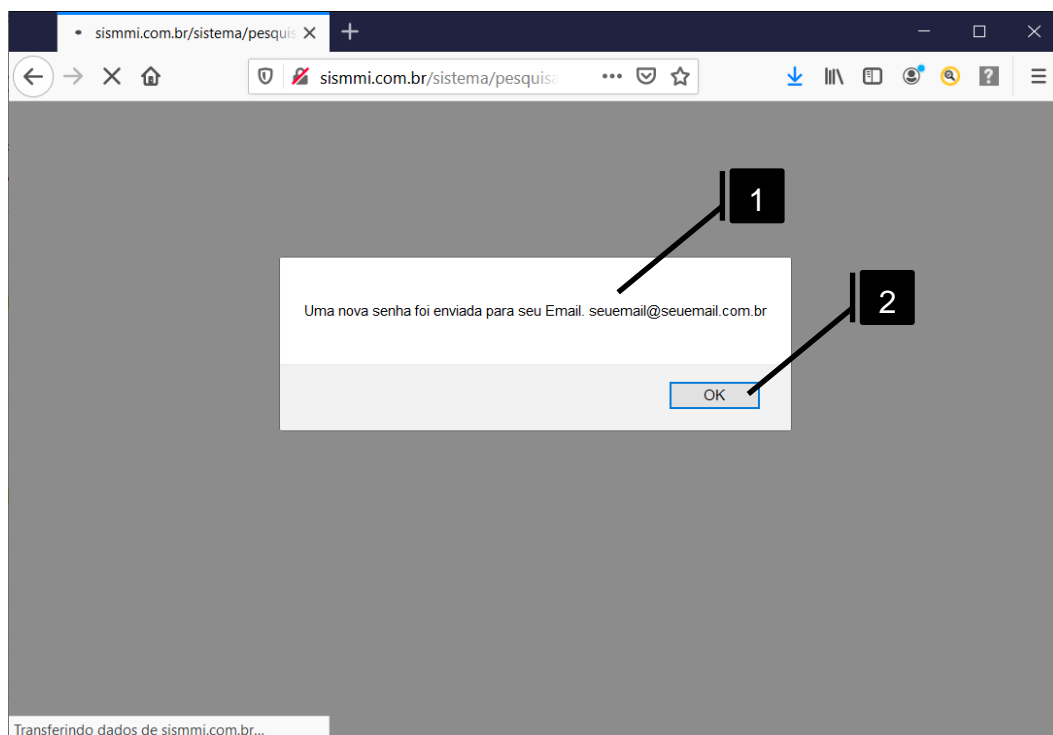 sismmi.com.br/sistema/pesquis
sismmi.com.br/sistema/pesquisa
1
Uma nova senha foi enviada para seu Email. seuemail@seuemail.com.br
2
OK
Transferindo dados de sismmi.com.br...